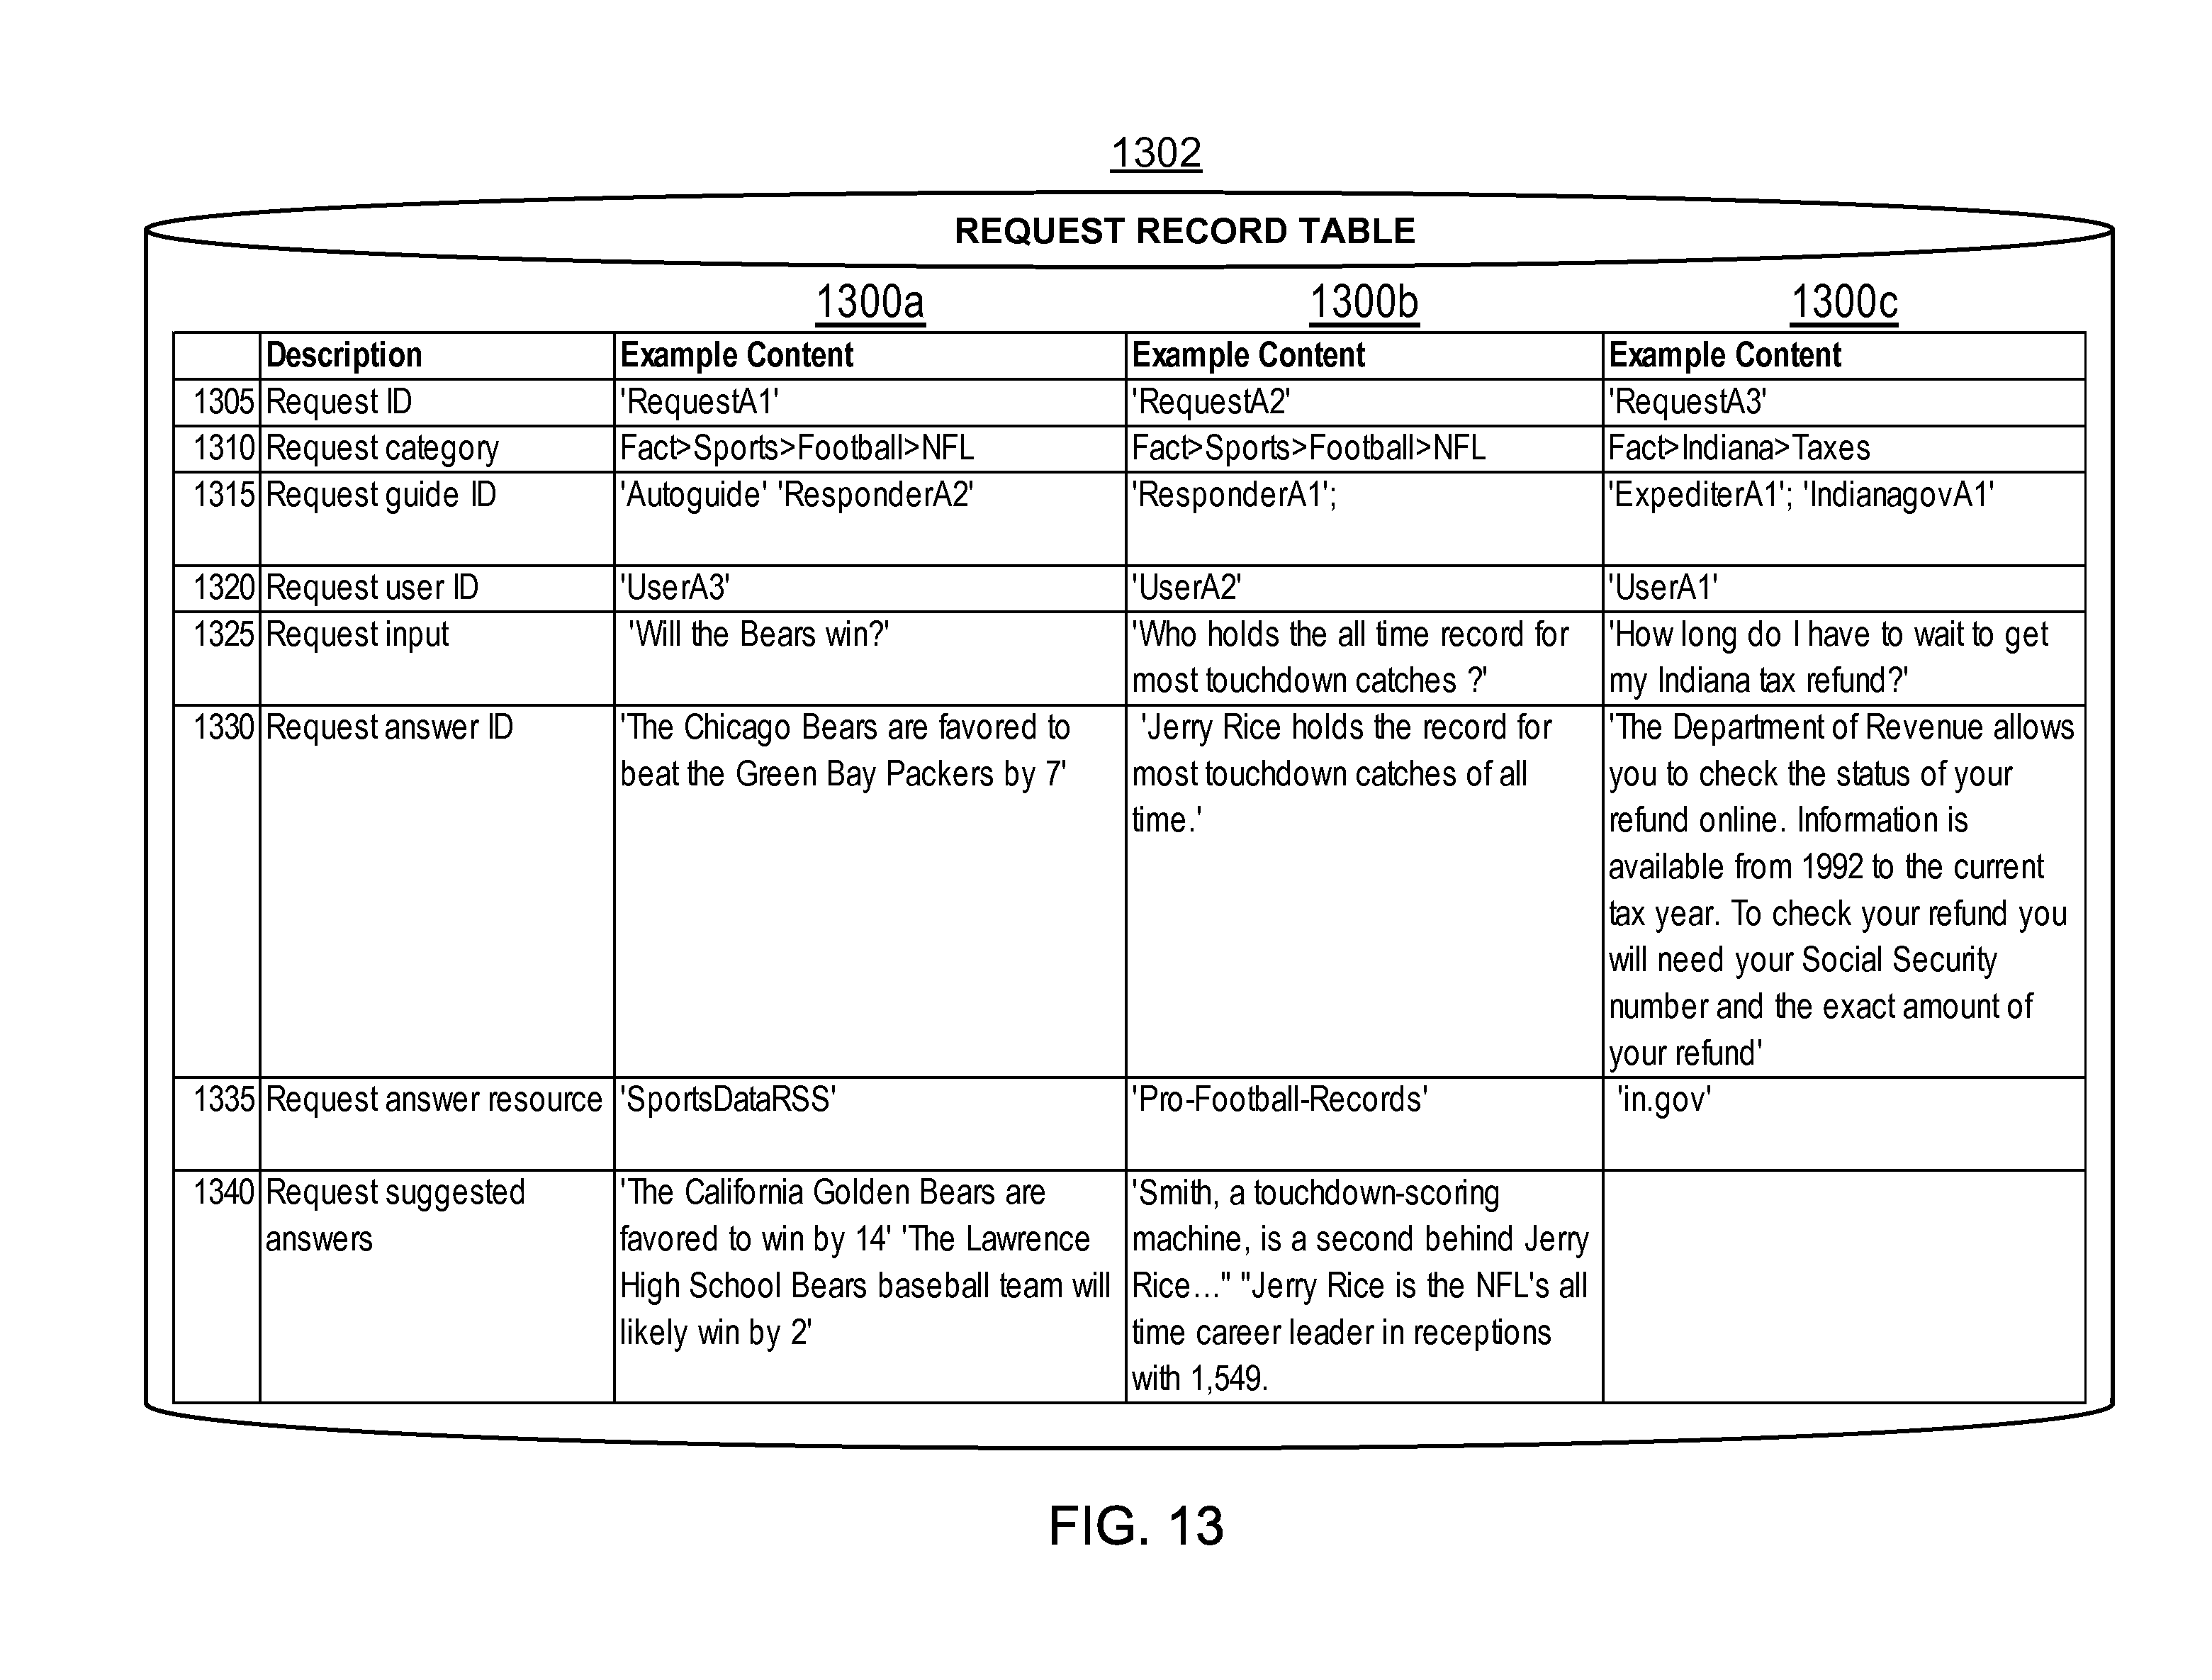 1302
REQUEST RECORD TABLE
1300a 1300b 1300c
Description Example Content Example Content Example Content
1305 Request ID 'RequestA1' 'RequestA2' 'RequestA3'
1310 Request category Fact>Sports>Football>NFL Fact>Sports>Football>NFL Fact>Indiana>Taxes
1315 Request guide ID 'Autoguide' 'ResponderA2' 'ResponderA1'; 'ExpediterA1'; 'IndianagovA1'
1320 Request user ID 'UserA3' 'UserA2' 'UserA1'
1325 Request input 'Will the Bears win?' 'Who holds the all time record for 'How long do I have to wait to get
most touchdown catches ?' my Indiana tax refund?'
1330 Request answer ID 'The Chicago Bears are favored to 'Jerry Rice holds the record for 'The Department of Revenue allows
beat the Green Bay Packers by 7' most touchdown catches of all you to check the status of your
time.' refund online. Information is
available from 1992 to the current
tax year. To check your refund you
will need your Social Security
number and the exact amount of
your refund'
1335 Request answer resource 'SportsDataRSS' 'Pro-Football-Records' 'in.gov'
1340 Request suggested 'The California Golden Bears are 'Smith, a touchdown-scoring
answers favored to win by 14' 'The Lawrence machine, is a second behind Jerry
High School Bears baseball team will Rice..." "Jerry Rice is the NFL's all
likely win by 2' time career leader in receptions
with 1,549.
FIG. 13